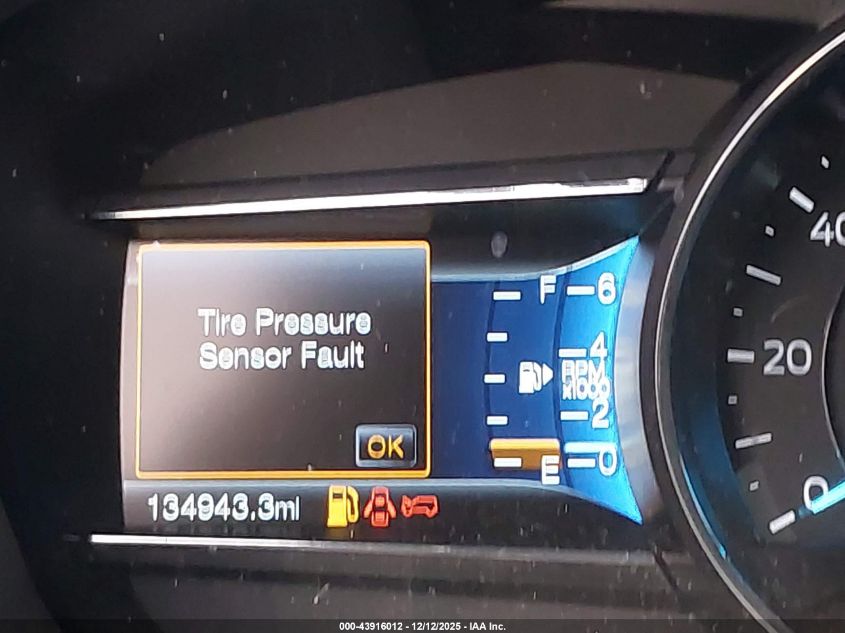 Tire Pressure
Sensor Fault
OK
F
E
6
4
RPM
x1000
2
0
40
20
0
134943.3mi
000-43916012 - 12/12/2025 - IAA Inc.